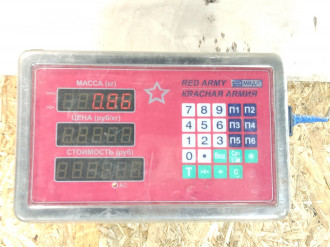 МАССА (кг)
0.86
ЦЕНА (руб/кг)
СТОИМОСТЬ (руб)
RED ARMY МИДЛ
КРАСНАЯ АРМИЯ
7 8 9 П1 П2
4 5 6 П3 П4
1 2 3 П5 П6
0 •
Т + С